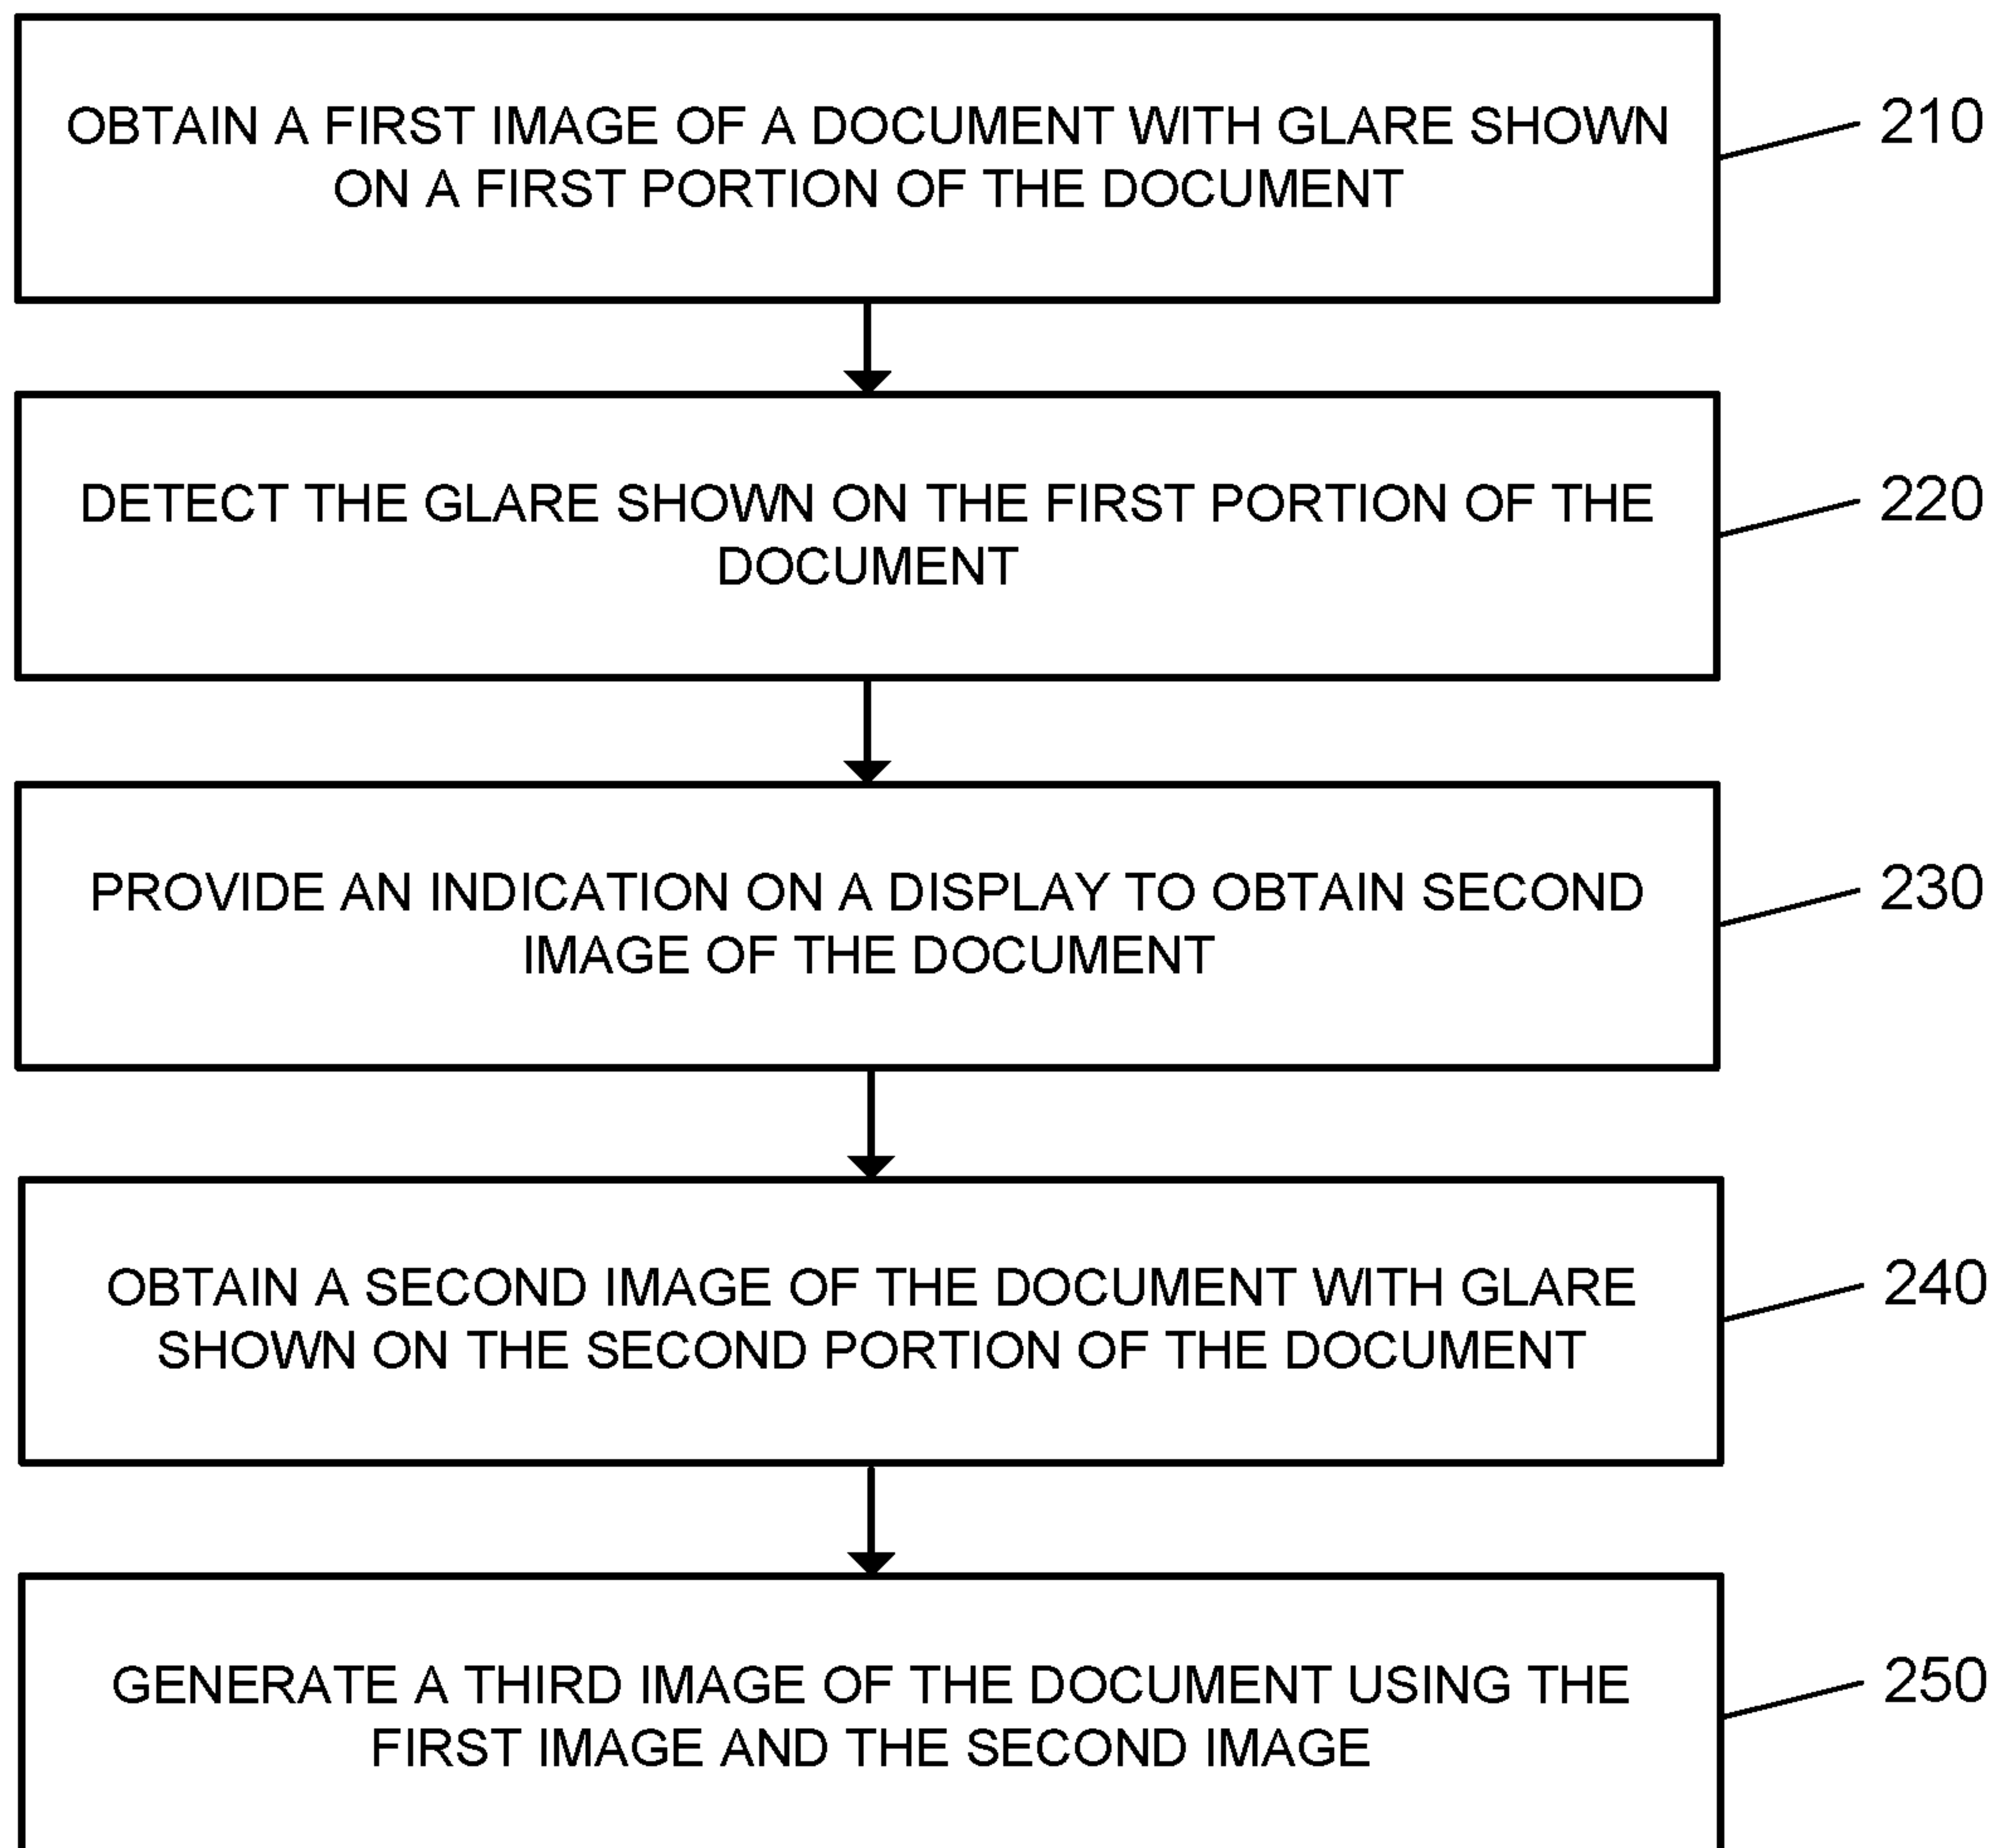 OBTAIN A FIRST IMAGE OF A DOCUMENT WITH GLARE SHOWN
ON A FIRST PORTION OF THE DOCUMENT
210
DETECT THE GLARE SHOWN ON THE FIRST PORTION OF THE
DOCUMENT
220
PROVIDE AN INDICATION ON A DISPLAY TO OBTAIN SECOND
IMAGE OF THE DOCUMENT
230
OBTAIN A SECOND IMAGE OF THE DOCUMENT WITH GLARE
SHOWN ON THE SECOND PORTION OF THE DOCUMENT
240
GENERATE A THIRD IMAGE OF THE DOCUMENT USING THE
FIRST IMAGE AND THE SECOND IMAGE
250